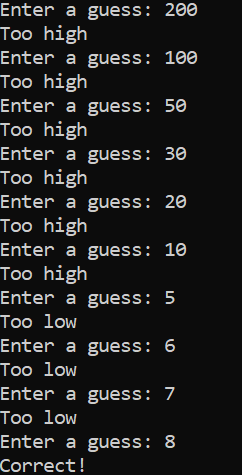 Enter a guess: 200
Too high
Enter a guess: 100
Too high
Enter a guess: 50
Too high
Enter a guess: 30
Too high
Enter a guess: 20
Too high
Enter a guess: 10
Too high
Enter a guess: 5
Too low
Enter a guess: 6
Too low
Enter a guess: 7
Too low
Enter a guess: 8
Correct!